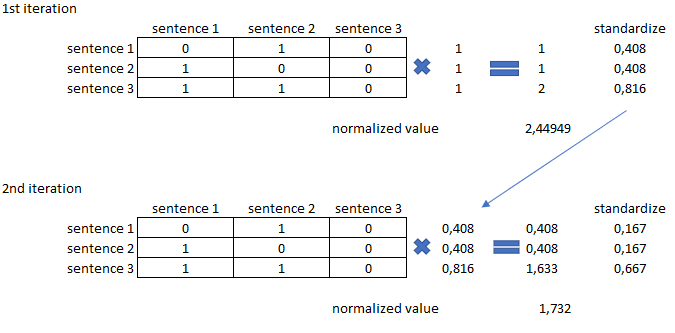 1st iteration
sentence 1 sentence 2 sentence 3 standardize
sentence 1 0 1 0 1 1 0,408
sentence 2 1 0 0 1 1 0,408
sentence 3 1 1 0 1 2 0,816
normalized value 2,44949
2nd iteration
sentence 1 sentence 2 sentence 3 standardize
sentence 1 0 1 0 0,408 0,408 0,167
sentence 2 1 0 0 0,408 0,408 0,167
sentence 3 1 1 0 0,816 1,633 0,667
normalized value 1,732